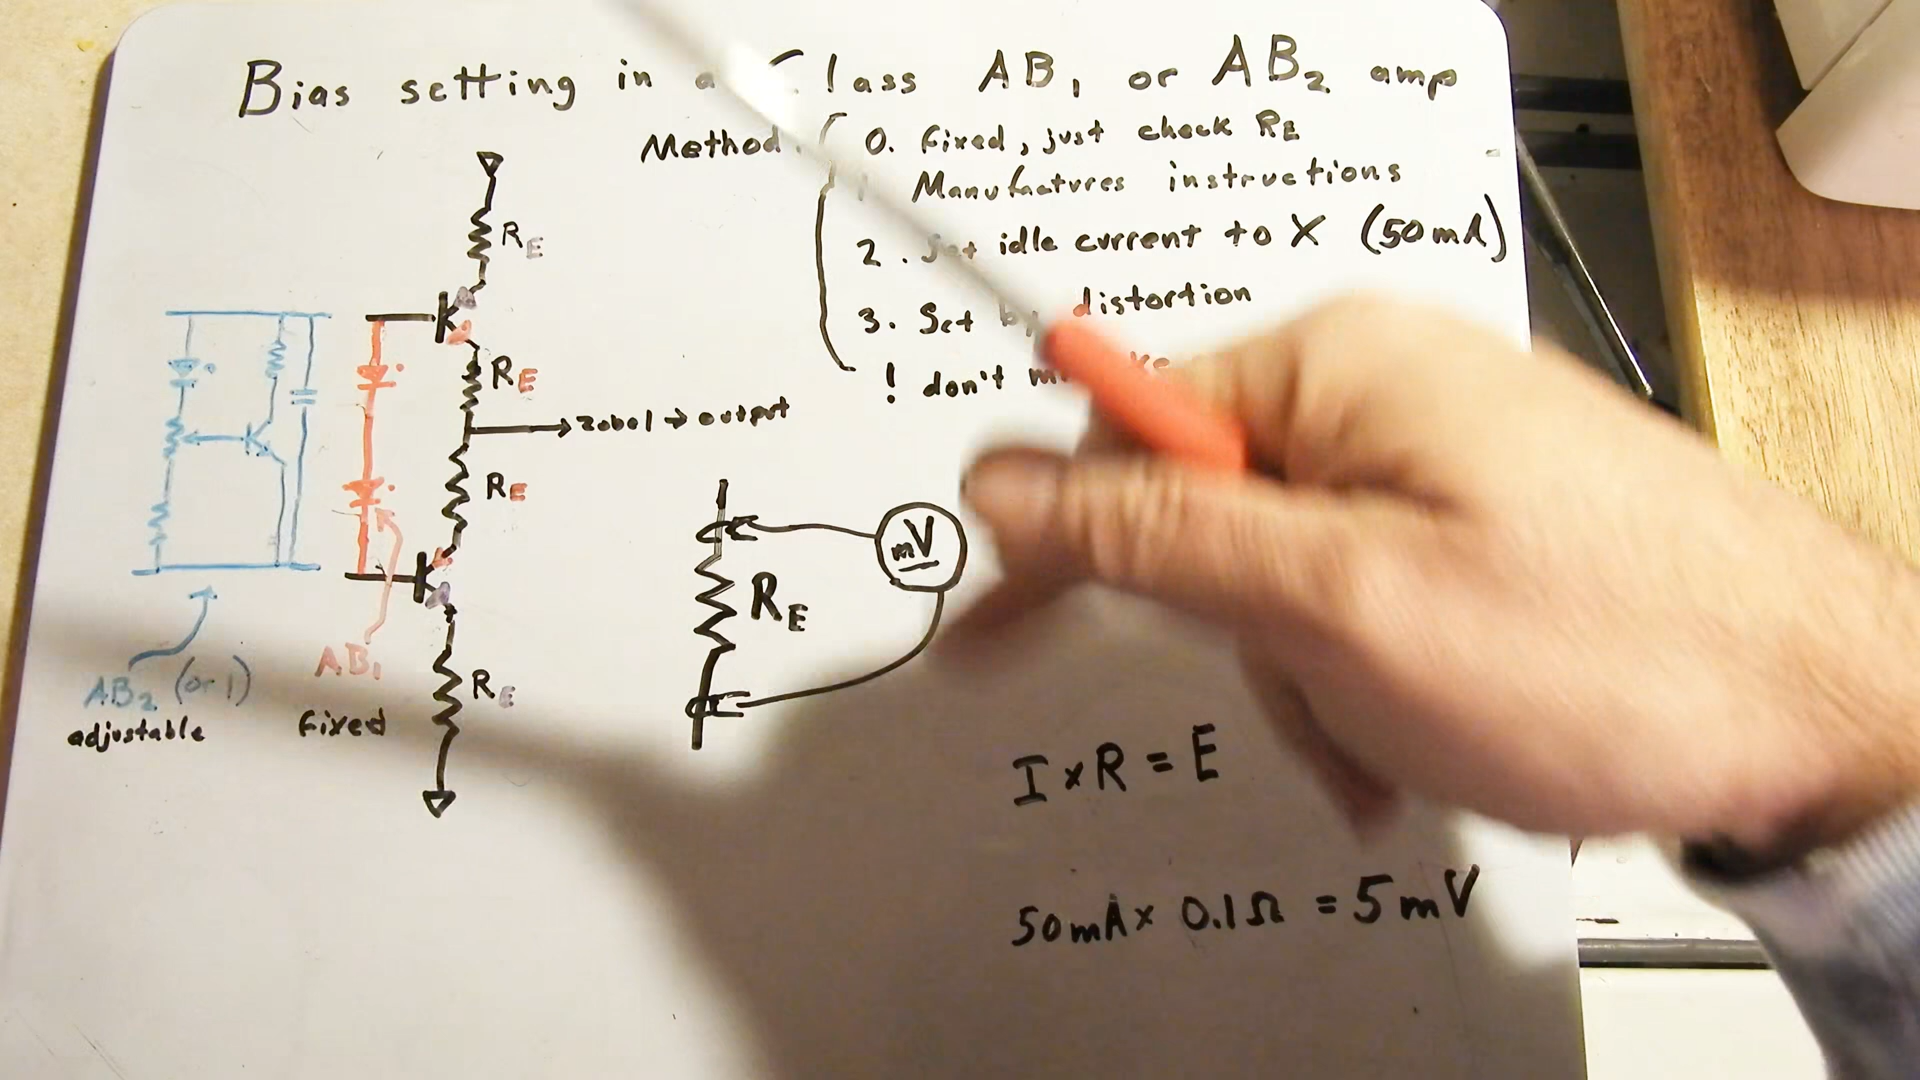 Bias setting in a Class AB₁ or AB₂ amp
Method
0. fixed, just check RE
Manufactures instructions
2. Set idle current to X (50mA)
3. Set by distortion
! don't
RE
RE
zobel → output
RE
RE
AB₁
fixed
AB₂ (or 1)
adjustable
mV
RE
I x R = E
50mA x 0.1Ω = 5mV